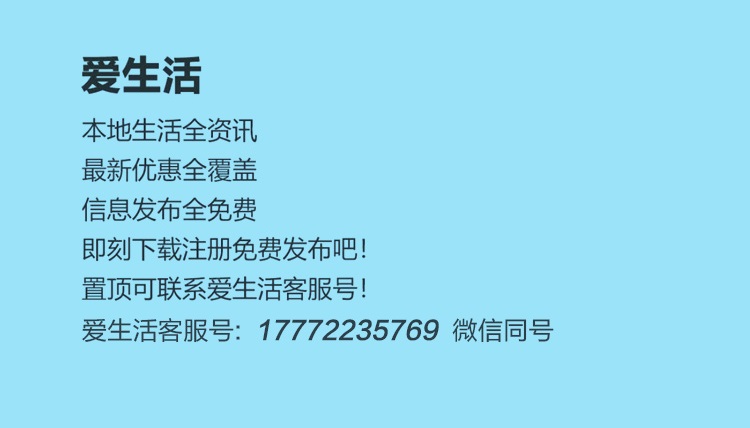 爱生活
本地生活全资讯
最新优惠全覆盖
信息发布全免费
即刻下载注册免费发布吧！
置顶可联系爱生活客服号！
爱生活客服号：17772235769 微信同号